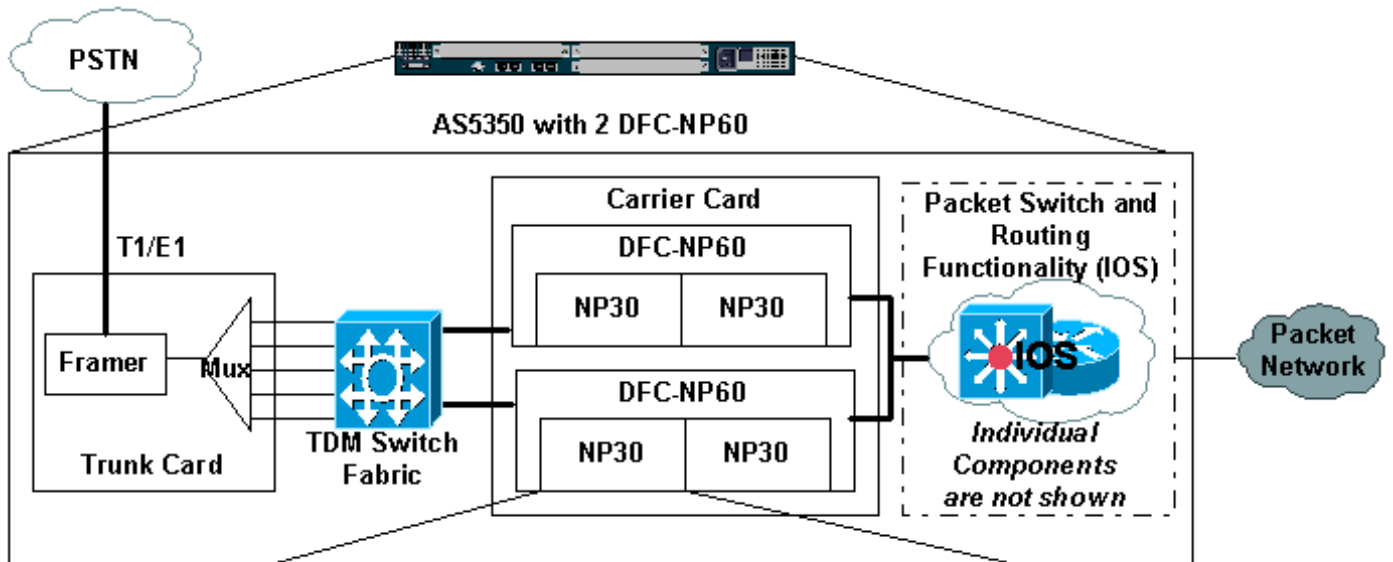 PSTN
AS5350 with 2 DFC-NP60
T1/E1
Framer
Mux
Trunk Card
TDM Switch
Fabric
Carrier Card
DFC-NP60
NP30
NP30
DFC-NP60
NP30
NP30
Packet Switch and
Routing
Functionality (IOS)
IOS
Individual
Components
are not shown
Packet
Network